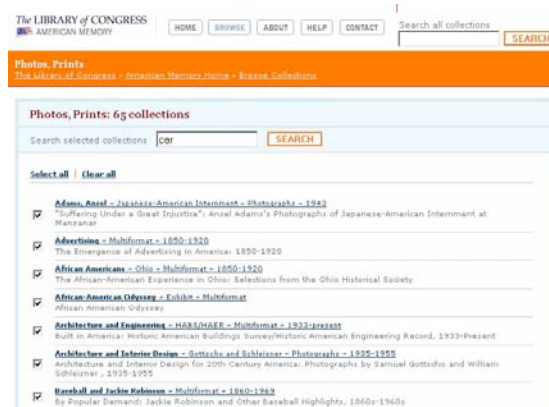 The LIBRARY of CONGRESS
AMERICAN MEMORY
HOME BROWSE ABOUT HELP CONTACT
Search all collections
SEARCH
Photos, Prints
The Library of Congress > American Memory Home > Browse Collections
Photos, Prints: 65 collections
Search selected collections car SEARCH
Select all | Clear all
Adams, Ansel ~ Japanese-American Internment ~ Photographs ~ 1943
"Suffering Under a Great Injustice": Ansel Adams's Photographs of Japanese-American Internment at
Manzanar
Advertising ~ Multiformat ~ 1850-1920
The Emergence of Advertising in America: 1850-1920
African Americans ~ Ohio ~ Multiformat ~ 1850-1920
The African-American Experience in Ohio: Selections from the Ohio Historical Society
African-American Odyssey ~ Exhibit ~ Multiformat
African American Odyssey
Architecture and Engineering ~ HABS/HAER ~ Multiformat ~ 1933-present
Built in America: Historic American Buildings Survey/Historic American Engineering Record, 1933-Present
Architecture and Interior Design ~ Gottscho and Schleisner ~ Photographs ~ 1935-1955
Architecture and Interior Design for 20th Century America: Photographs by Samuel Gottscho and William
Schleisner, 1935-1955
Baseball and Jackie Robinson ~ Multiformat ~ 1860-1969
By Popular Demand: Jackie Robinson and Other Baseball Highlights, 1860s-1960s